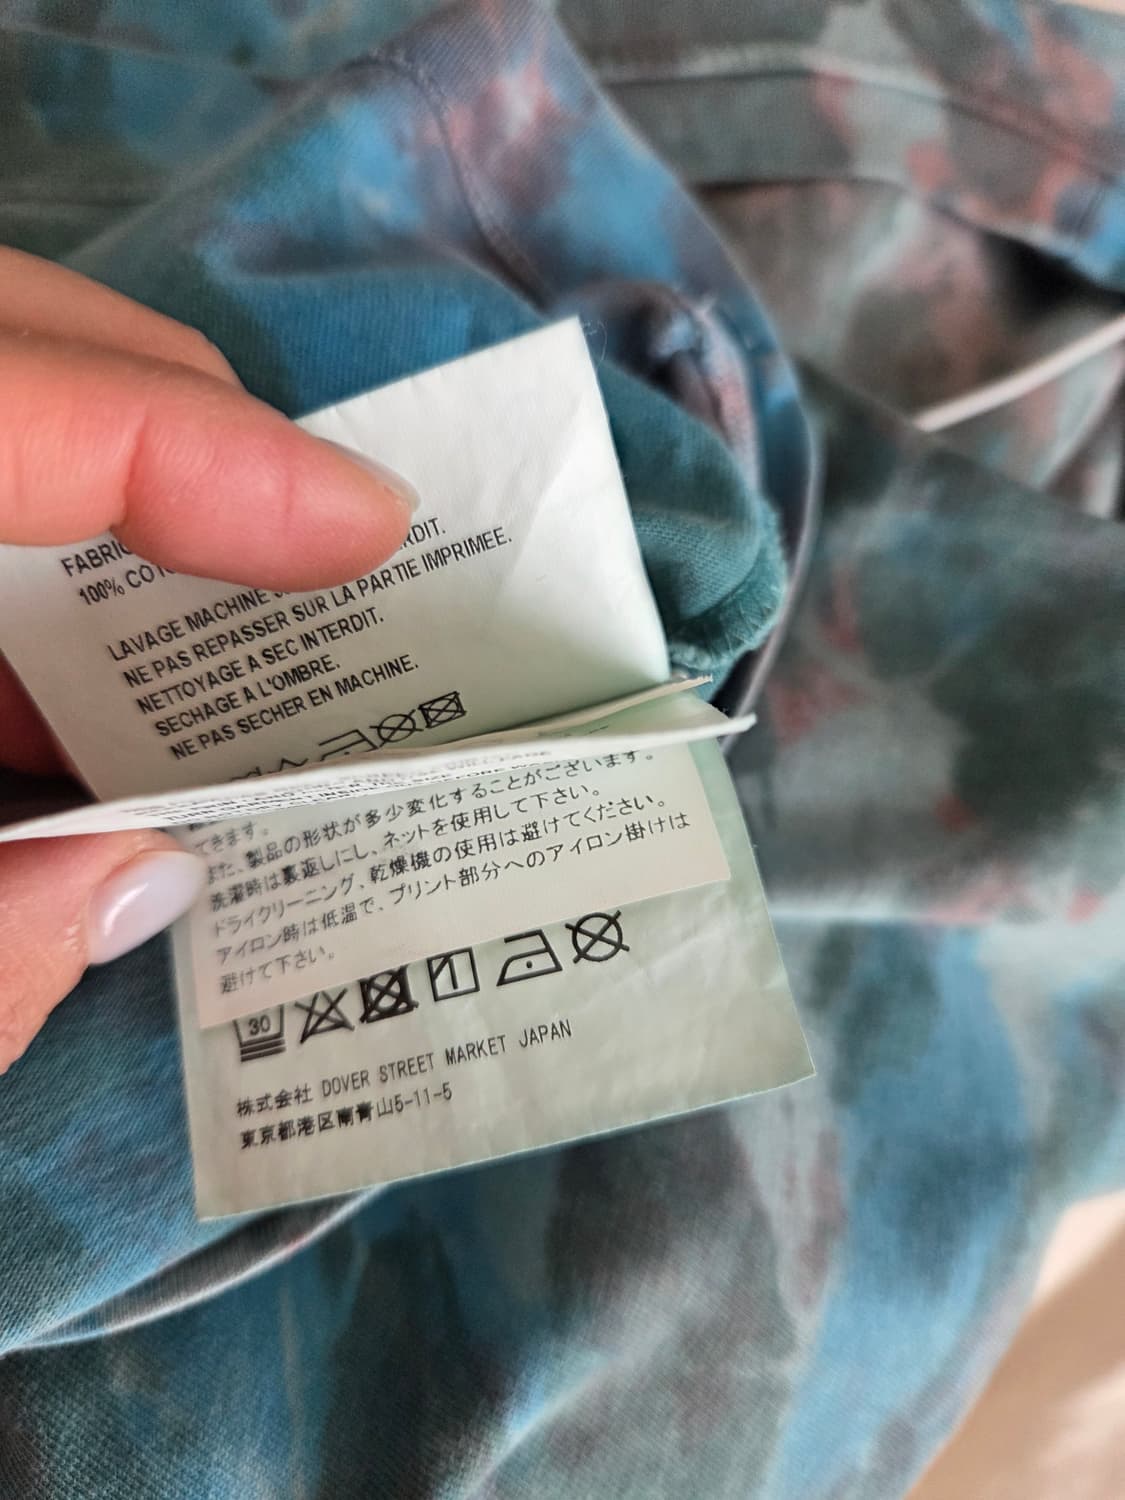 RDIT.
100% CO
LAVAGE MACHINE
NE PAS REPASSER SUR LA PARTIE IMPRIMEE.
NETTOYAGE A SEC INTERDIT.
SECHAGE A L'OMBRE.
NE PAS SECHER EN MACHINE.
てきます。
また、製品の形状が多少変化することがございます。
洗濯時は裏返しにし、ネットを使用して下さい。
ドライクリーニング、乾燥機の使用は避けてください。
アイロン時は低温で、プリント部分へのアイロン掛けは
避けて下さい。
30
株式会社 DOVER STREET MARKET JAPAN
東京都港区南青山5-11-5